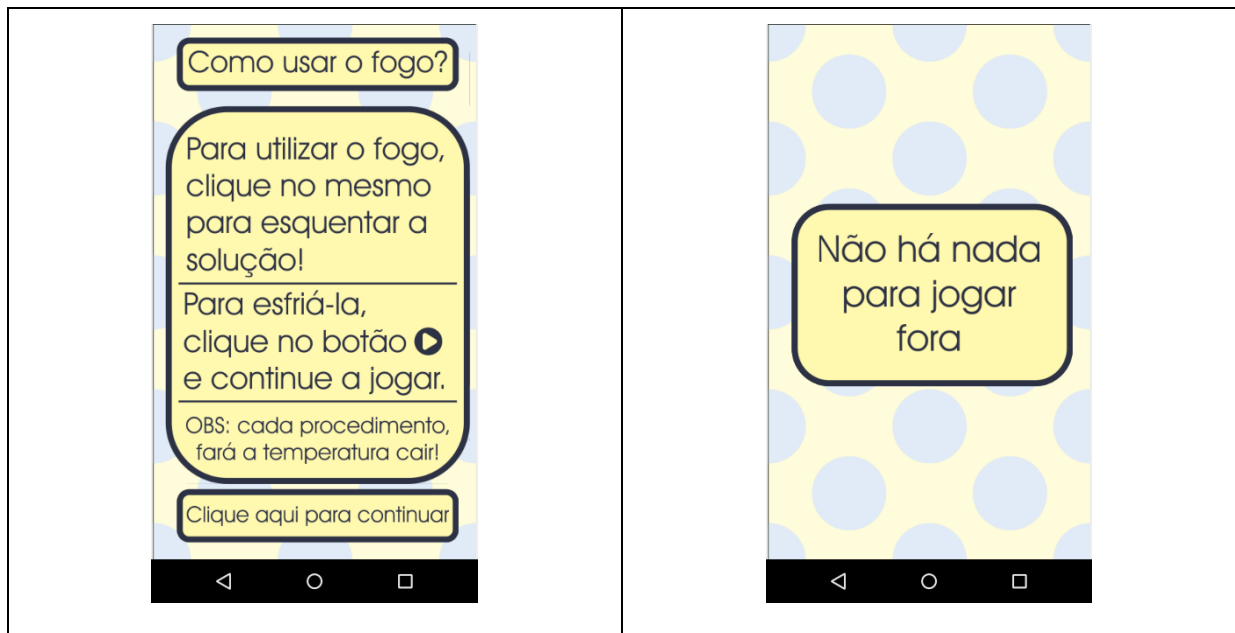 Como usar o fogo?
Para utilizar o fogo,
clique no mesmo
para esquentar a
solução!
Para esfriá-la,
clique no botão
e continue a jogar.
OBS: cada procedimento,
fará a temperatura cair!
Clique aqui para continuar
Não há nada
para jogar
fora